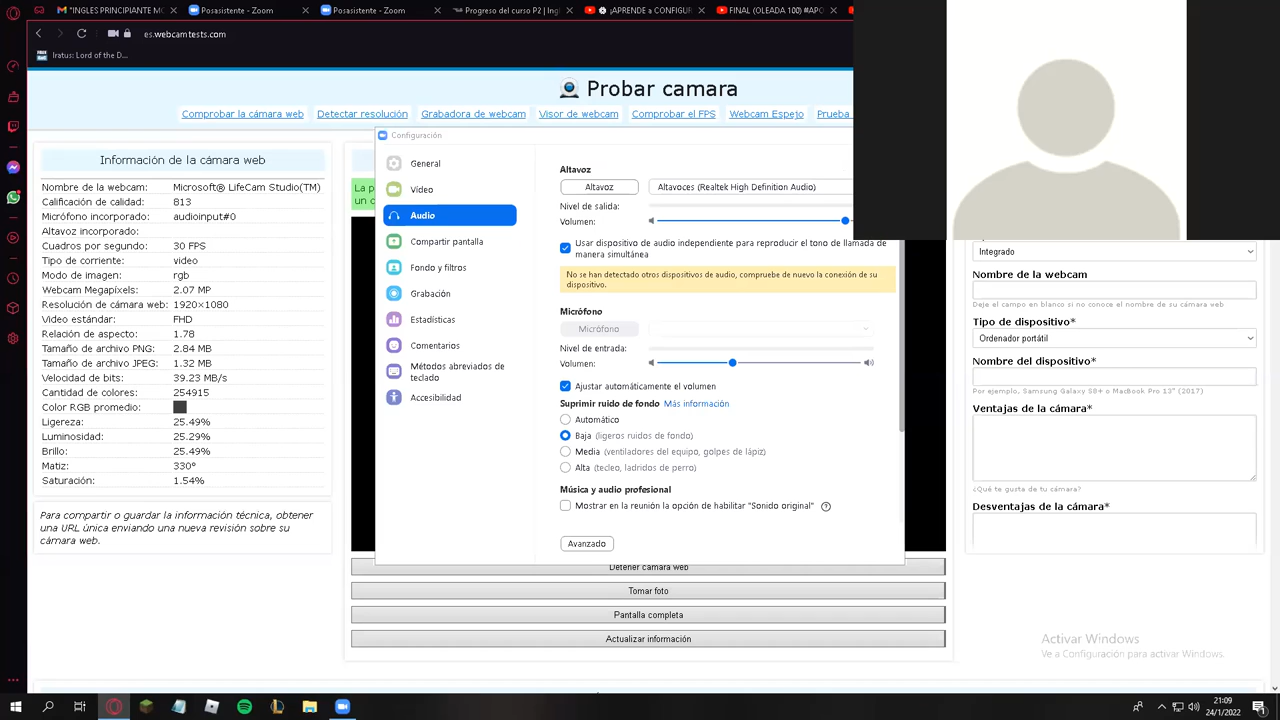 "INGLES PRINCIPIANTE MO
Posasistente - Zoom
Posasistente - Zoom
Progreso del curso P2 | Ingl
¡APRENDE a CONFIGUR
FINAL (OLEADA 100) #APO
es.webcamtests.com
Iratus: Lord of the D...
Probar camara
Comprobar la cámara web
Detectar resolución
Grabadora de webcam
Visor de webcam
Comprobar el FPS
Webcam Espejo
Prueba
Información de la cámara web
Nombre de la webcam: Microsoft® LifeCam Studio(TM)
Calificación de calidad: 813
Micrófono incorporado: audioinput#0
Altavoz incorporado:
Cuadros por segundo: 30 FPS
Tipo de corriente: video
Modo de imagen: rgb
Webcam Megapíxels: 2.07 MP
Resolución de cámara web: 1920×1080
Video estándar: FHD
Relación de aspecto: 1.78
Tamaño de archivo PNG: 2.84 MB
Tamaño de archivo JPEG: 1.32 MB
Velocidad de bits: 39.23 MB/s
Cantidad de colores: 254915
Color RGB promedio:
Ligereza: 25.49%
Luminosidad: 25.29%
Brillo: 25.49%
Matiz: 330°
Saturación: 1.54%
Para compartir o guardar la información técnica, obtener
una URL única enviando una nueva revisión sobre su
cámara web.
La p
un c
Configuración
General
Vídeo
Audio
Compartir pantalla
Fondo y filtros
Grabación
Estadísticas
Comentarios
Métodos abreviados de
teclado
Accesibilidad
Altavoz
Altavoz
Altavoces (Realtek High Definition Audio)
Nivel de salida:
Volumen:
Usar dispositivo de audio independiente para reproducir el tono de llamada de
manera simultánea
No se han detectado otros dispositivos de audio, compruebe de nuevo la conexión de su
dispositivo.
Micrófono
Micrófono
Nivel de entrada:
Volumen:
Ajustar automáticamente el volumen
Suprimir ruido de fondo Más información
Automático
Baja (ligeros ruidos de fondo)
Media (ventiladores del equipo, golpes de lápiz)
Alta (tecleo, ladridos de perro)
Música y audio profesional
Mostrar en la reunión la opción de habilitar "Sonido original" ?
Avanzado
Detener cámara web
Tomar foto
Pantalla completa
Actualizar información
Integrado
Nombre de la webcam
Deje el campo en blanco si no conoce el nombre de su cámara web
Tipo de dispositivo*
Ordenador portátil
Nombre del dispositivo*
Por ejemplo, Samsung Galaxy S8+ o MacBook Pro 13" (2017)
Ventajas de la cámara*
¿Qué te gusta de tu cámara?
Desventajas de la cámara*
Activar Windows
Ve a Configuración para activar Windows.
21:09
24/1/2022
1